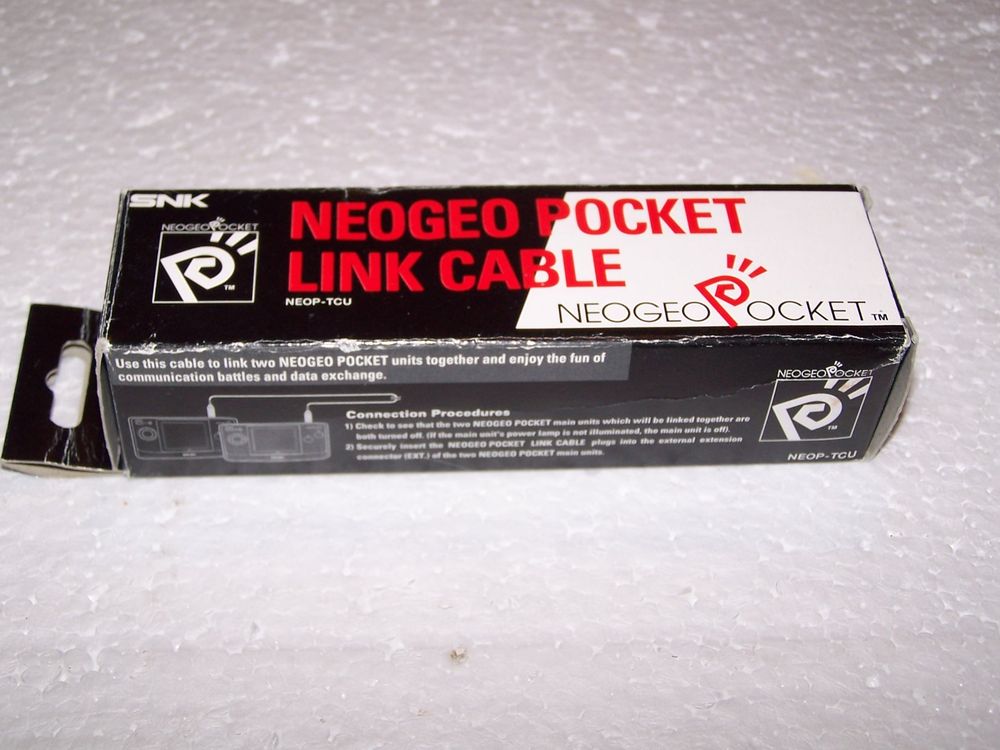 SNK
NEOGEO POCKET
TM
NEOGEO POCKET
LINK CABLE
NEOP-TCU
NEOGEO POCKET TM
Use this cable to link two NEOGEO POCKET units together and enjoy the fun of
communication battles and data exchange.
Connection Procedures
1) Check to see that the two NEOGEO POCKET main units which will be linked together are
both turned off. (if the main unit's power lamp is not illuminated, the main unit is off).
2) Securely insert the NEOGEO POCKET LINK CABLE plugs into the external extension
connector (EXT.) of the two NEOGEO POCKET main units.
NEOGEO POCKET
TM
NEOP-TCU